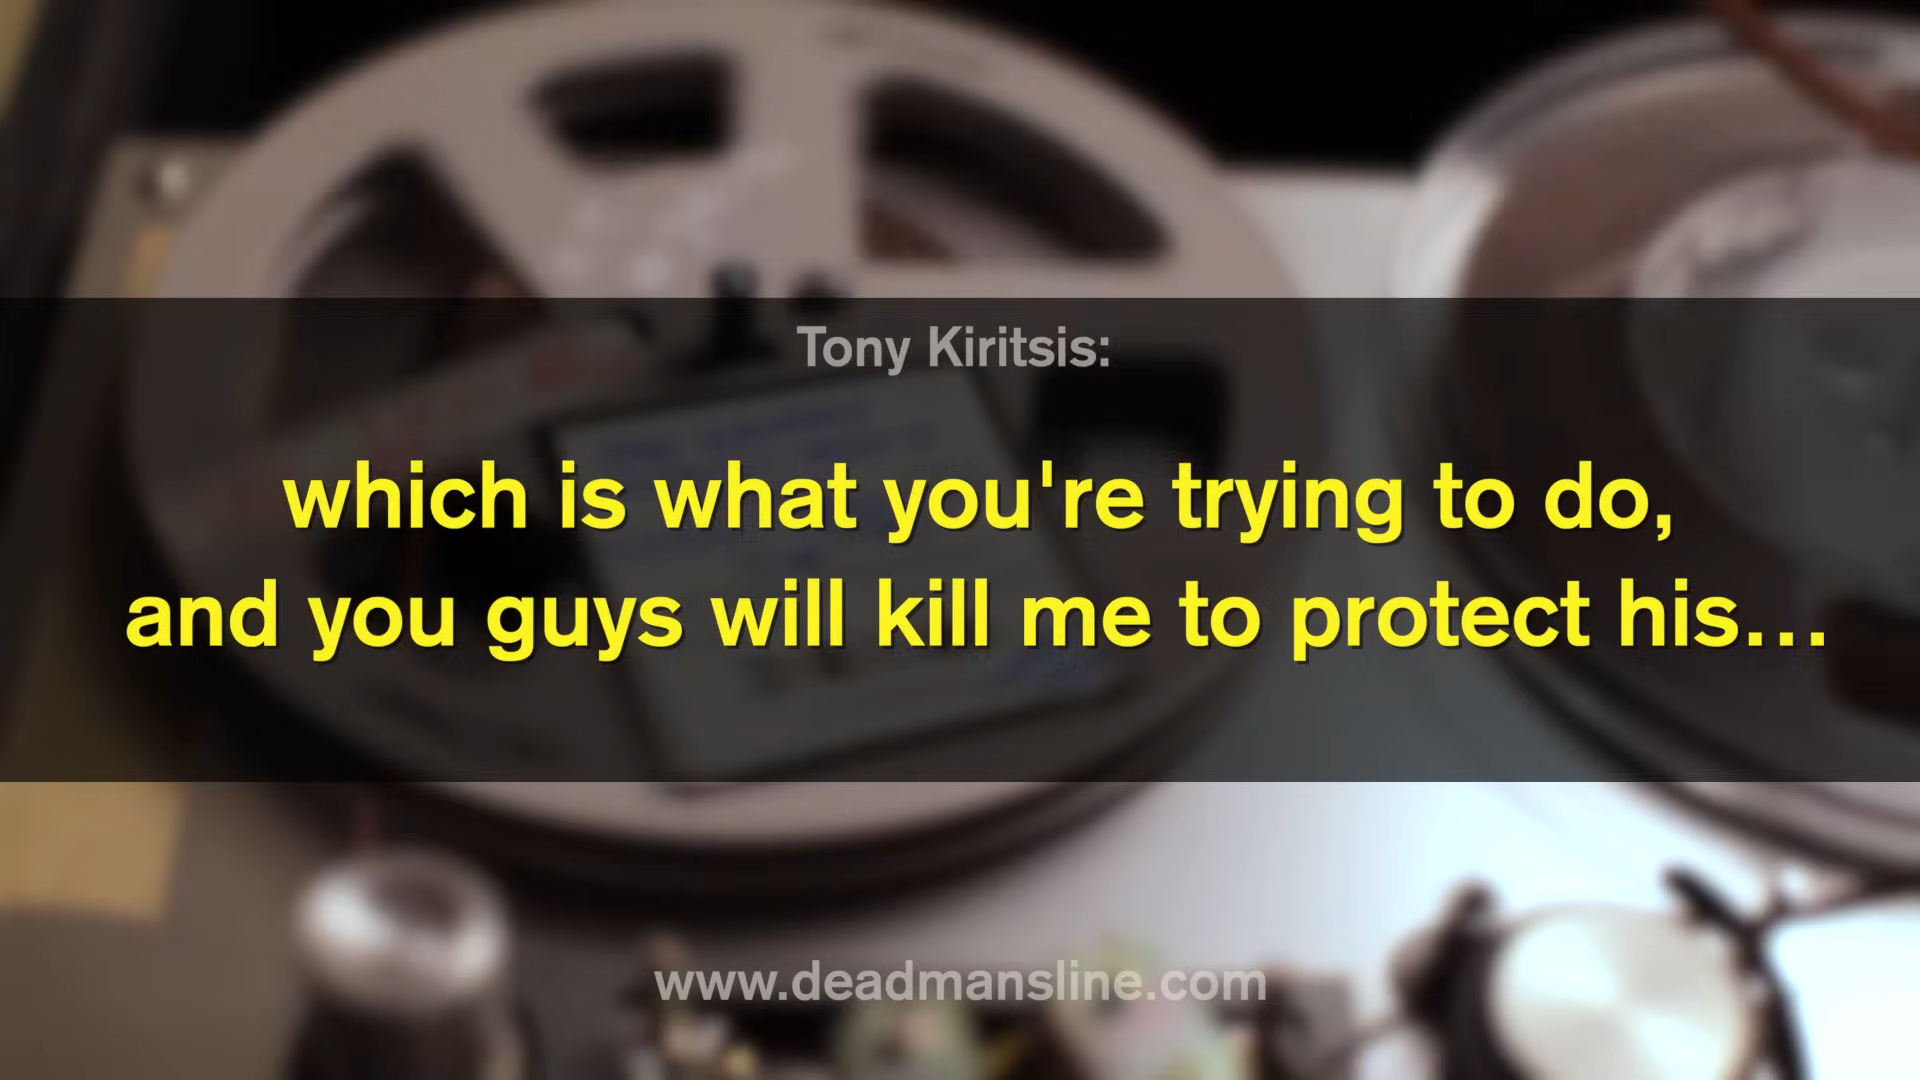 Tony Kiritsis:
which is what you're trying to do,
and you guys will kill me to protect his...
www.deadmansline.com